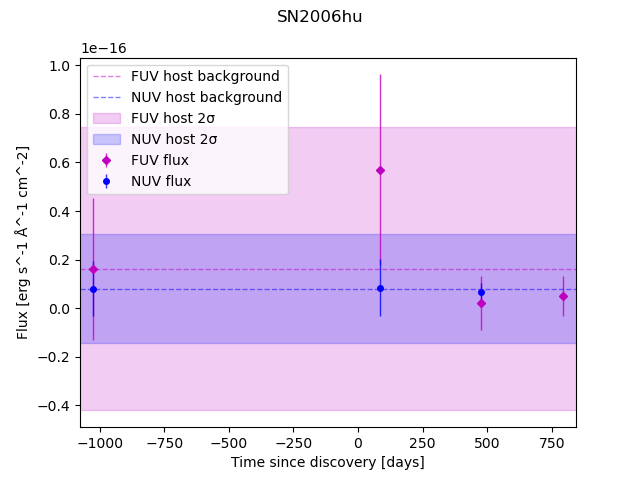 SN2006hu
1e−16
FUV host background
NUV host background
FUV host 2σ
NUV host 2σ
FUV flux
NUV flux
1.0
0.8
0.6
0.4
0.2
0.0
−0.2
−0.4
Flux [erg s^-1 Å^-1 cm^-2]
−1000
−750
−500
−250
0
250
500
750
Time since discovery [days]